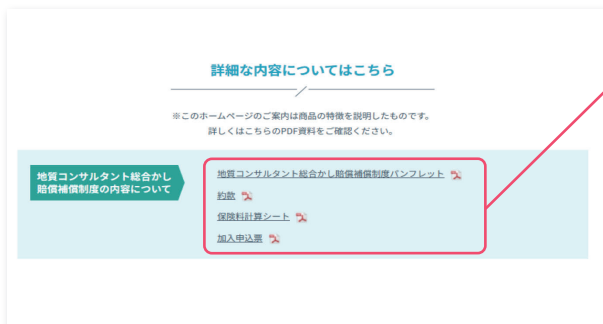 詳細な内容についてはこちら
※このホームページのご案内は商品の特徴を説明したものです。
詳しくはこちらのPDF資料をご確認ください。
地質コンサルタント総合かし
賠償補償制度の内容について
地質コンサルタント総合かし賠償補償制度パンフレット
約款
保険料計算シート
加入申込票